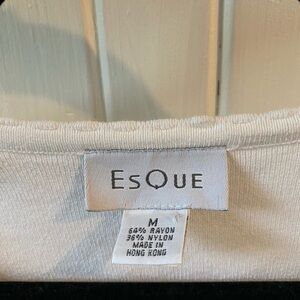 ESQUE
M
64% RAYON
36% NYLON
MADE IN
HONG KONG